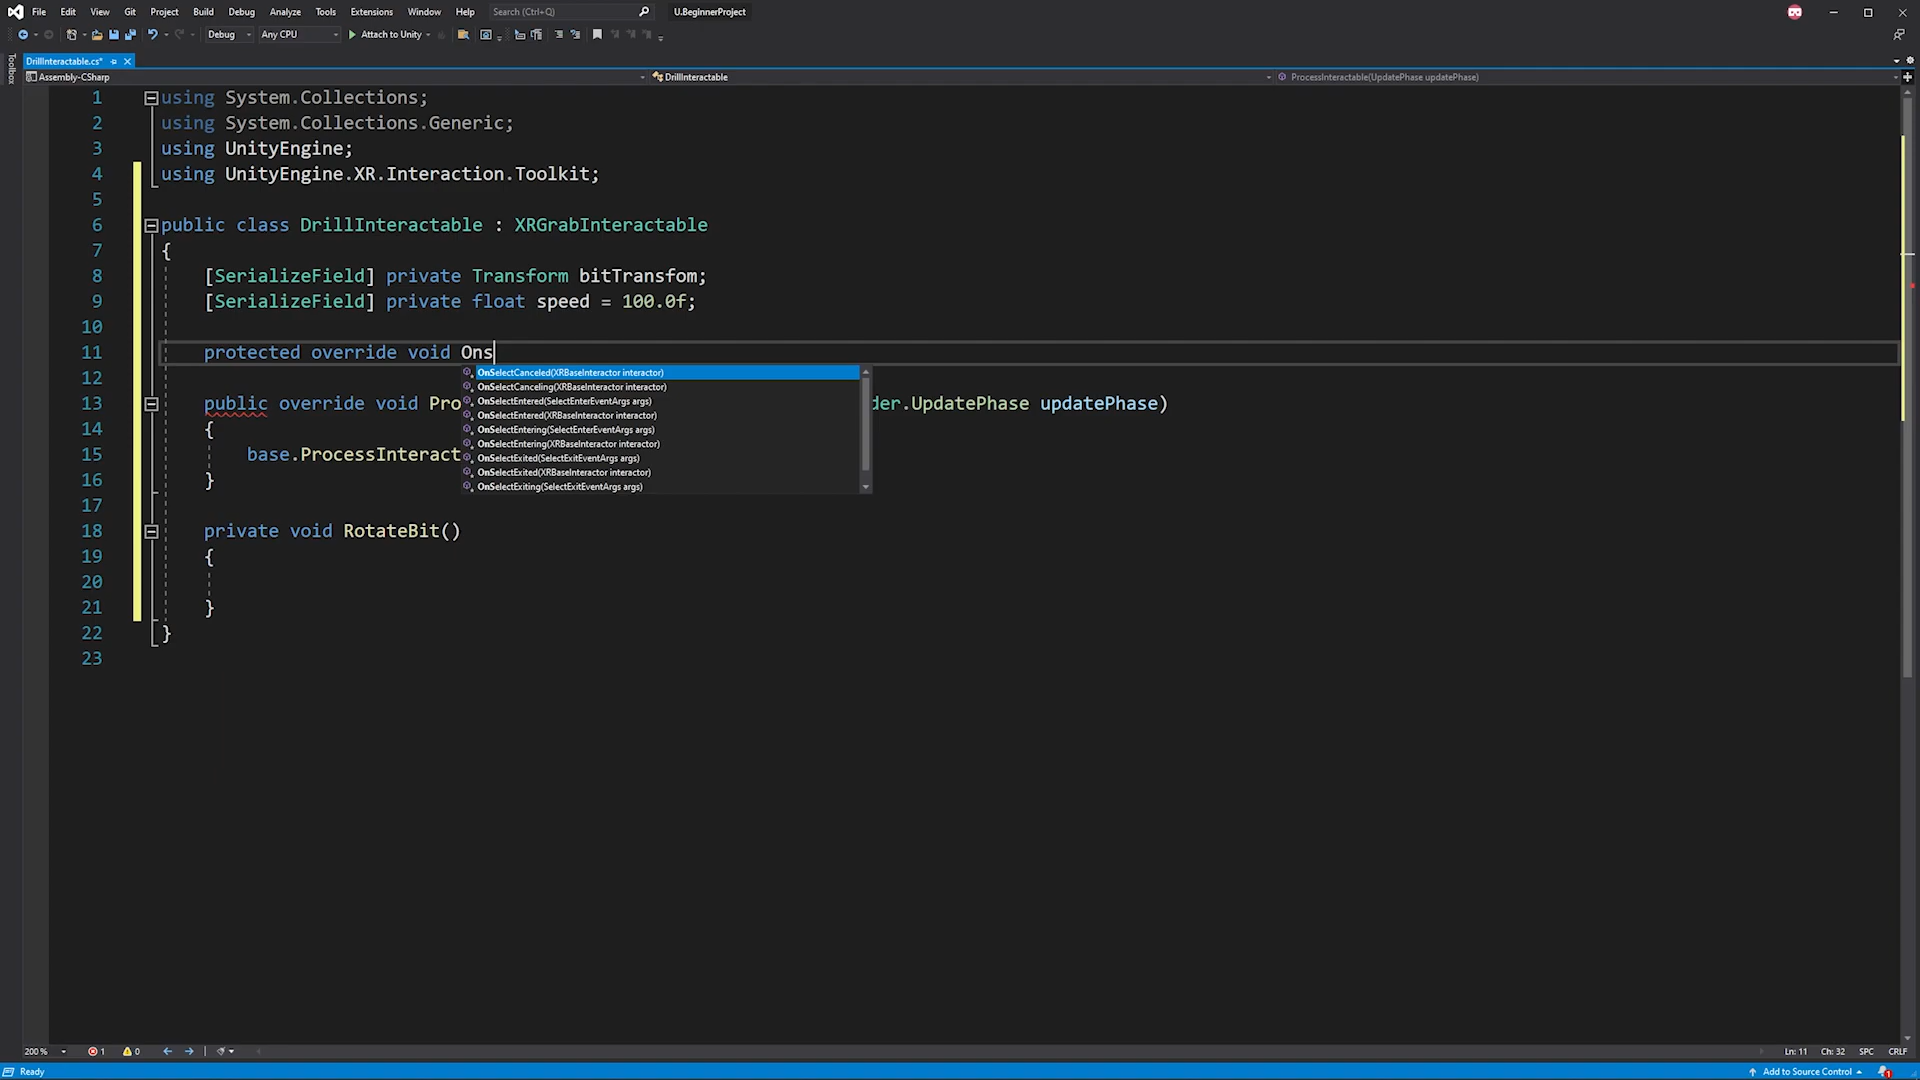 File Edit View Git Project Build Debug Analyze Tools Extensions Window Help Search (Ctrl+Q) U.BeginnerProject
Debug Any CPU Attach to Unity
Toolbox
DrillInteractable.cs*
Assembly-CSharp DrillInteractable ProcessInteractable(UpdatePhase updatePhase)
1 using System.Collections;
2 using System.Collections.Generic;
3 using UnityEngine;
4 using UnityEngine.XR.Interaction.Toolkit;
5
6 public class DrillInteractable : XRGrabInteractable
7 {
8 [SerializeField] private Transform bitTransfom;
9 [SerializeField] private float speed = 100.0f;
10
11 protected override void Ons
OnSelectCanceled(XRBaseInteractor interactor)
OnSelectCanceling(XRBaseInteractor interactor)
OnSelectEntered(SelectEnterEventArgs args)
OnSelectEntered(XRBaseInteractor interactor)
OnSelectEntering(SelectEnterEventArgs args)
OnSelectEntering(XRBaseInteractor interactor)
OnSelectExited(SelectExitEventArgs args)
OnSelectExited(XRBaseInteractor interactor)
OnSelectExiting(SelectExitEventArgs args)
12
13 public override void Pro der.UpdatePhase updatePhase)
14 {
15 base.ProcessInteract
16 }
17
18 private void RotateBit()
19 {
20
21 }
22 }
23
200 % 1 0 Ln: 11 Ch: 32 SPC CRLF
Ready Add to Source Control 1